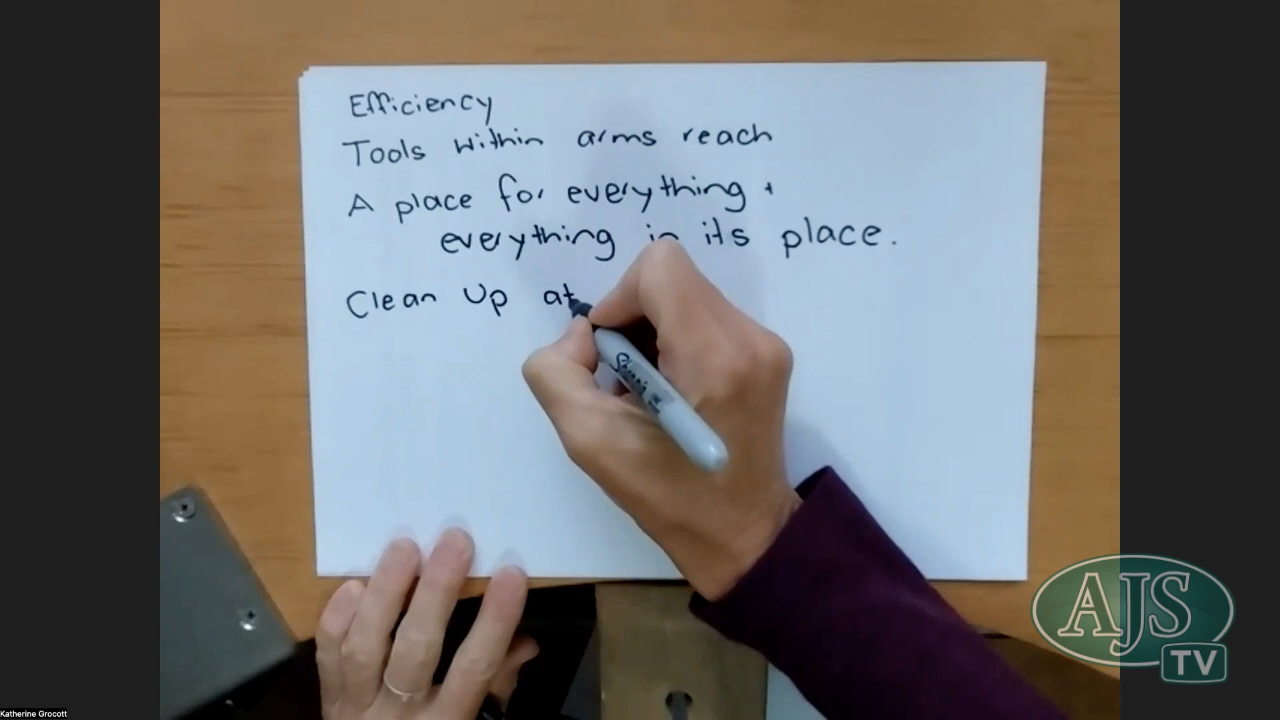 Efficiency
Tools within arms reach
A place for everything +
everything in its place.
Clean Up at
Sharpie
AJS
TV
Katherine Grocott